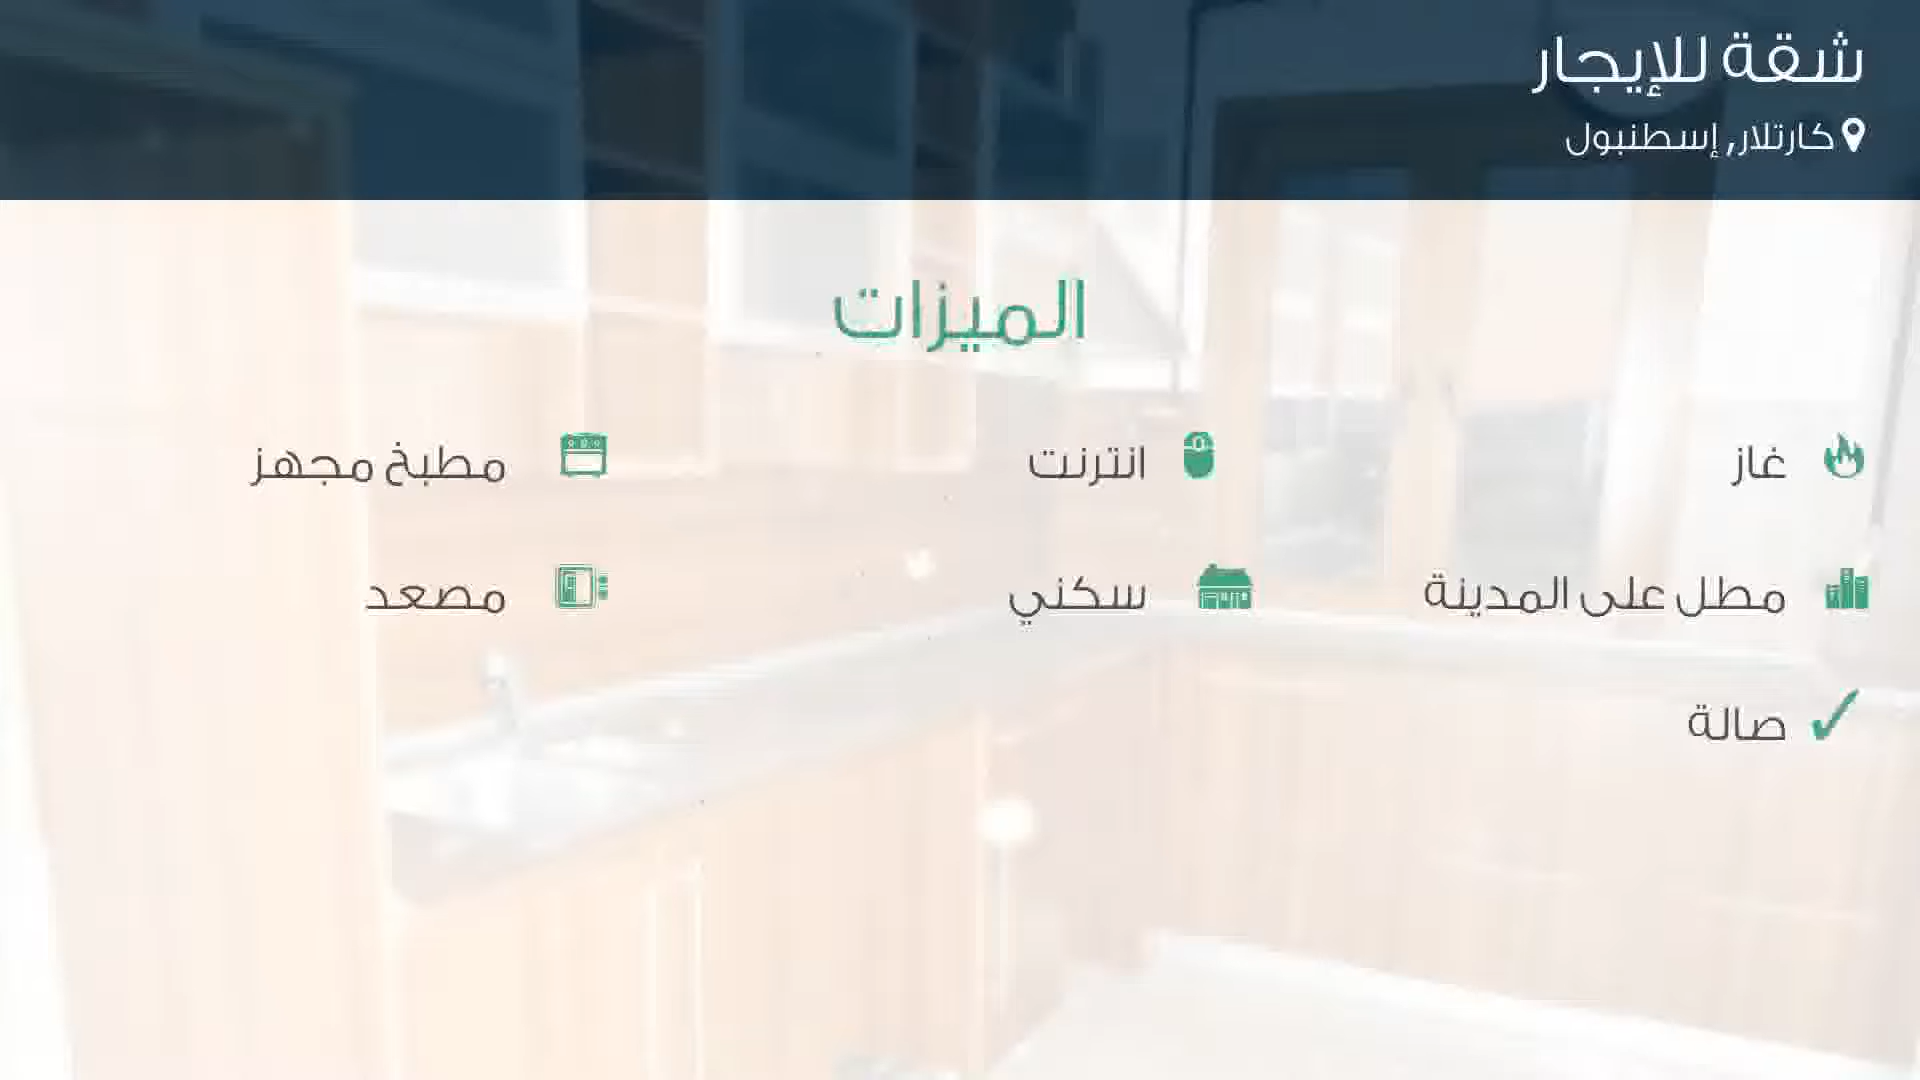 شقة للإيجار
كارتلار, إسطنبول
الميزات
غاز
انترنت
مطبخ مجهز
مطل على المدينة
سكني
مصعد
صالة